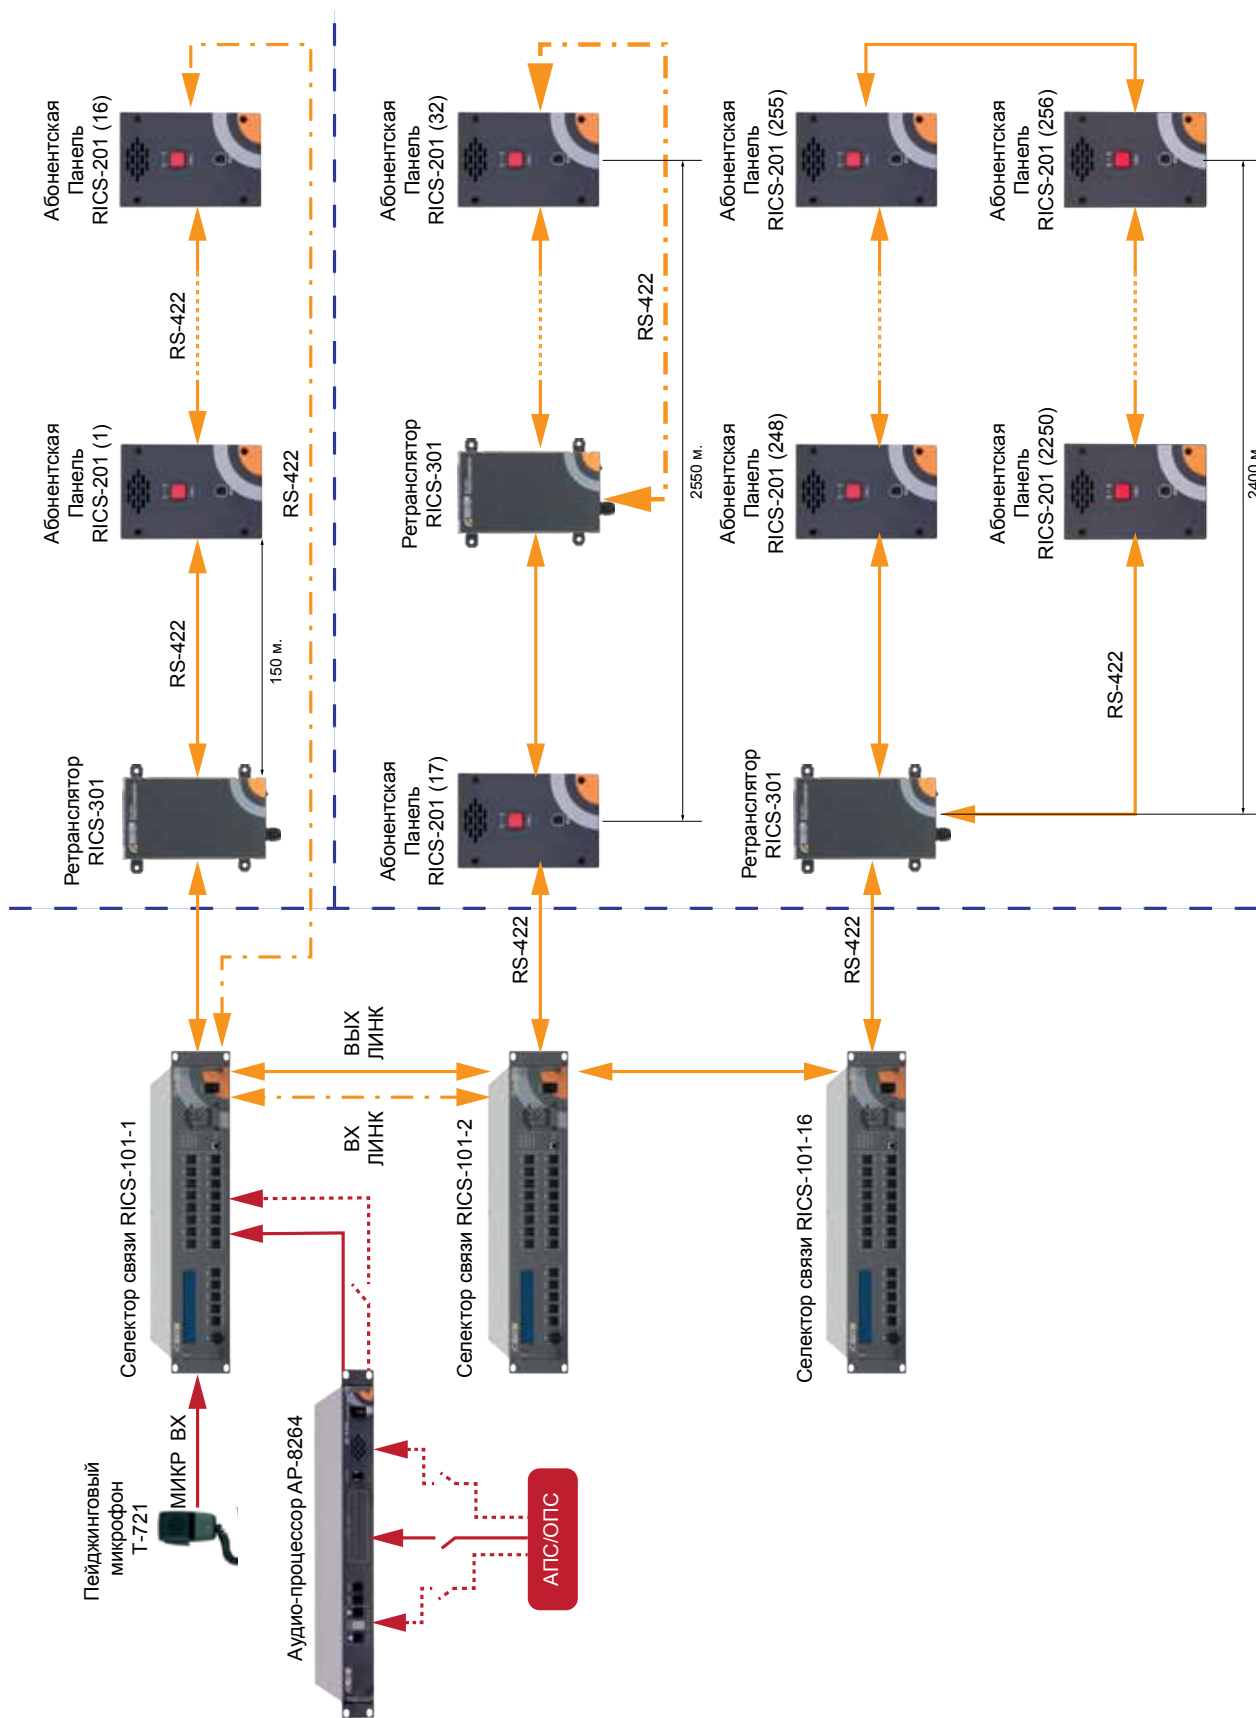 Пейджинговый
микрофон
Т-721
МИКР ВХ
Селектор связи RICS-101-1
Ретранслятор
RICS-301
RS-422
150 м.
Абонентская
Панель
RICS-201 (1)
RS-422
RS-422
Абонентская
Панель
RICS-201 (16)
Аудио-процессор АР-8264
АПС/ОПС
ВХ
ЛИНК
ВЫХ
ЛИНК
Селектор связи RICS-101-2
RS-422
Абонентская
Панель
RICS-201 (17)
Ретранслятор
RICS-301
RS-422
2550 м.
Абонентская
Панель
RICS-201 (32)
Селектор связи RICS-101-16
RS-422
Ретранслятор
RICS-301
Абонентская
Панель
RICS-201 (248)
Абонентская
Панель
RICS-201 (255)
RS-422
Абонентская
Панель
RICS-201 (2250)
Абонентская
Панель
RICS-201 (256)
2400 м.